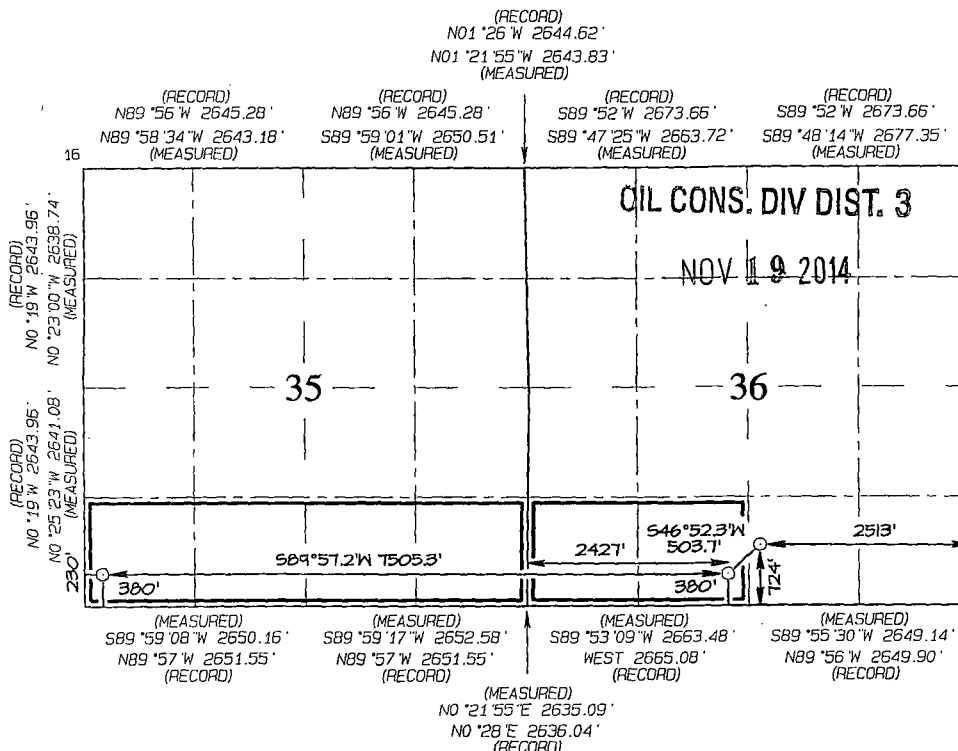 (RECORD)
N01°26'W 2644.62'
N01°21'55"W 2643.83'
(MEASURED)
(RECORD)
N89°56'W 2645.28'
N89°58'34"W 2643.18'
(MEASURED)
(RECORD)
N89°56'W 2645.28'
S89°59'01"W 2650.51'
(MEASURED)
(RECORD)
S89°52'W 2673.66'
S89°47'25"W 2663.72'
(MEASURED)
(RECORD)
S89°52'W 2673.66'
S89°48'14"W 2677.35'
(MEASURED)
16
OIL CONS. DIV DIST. 3
NOV 19 2014
(RECORD)
N0°19'W 2643.96'
N0°23'00"W 2638.74'
(MEASURED)
35
36
(RECORD)
N0°19'W 2643.96'
N0°25'23"W 2641.08'
(MEASURED)
S46°52.3'W
503.7'
2513'
2427'
S89°57.2'W 7505.3'
230'
380'
380'
724'
(MEASURED)
S89°59'08"W 2650.16'
N89°57'W 2651.55'
(RECORD)
(MEASURED)
S89°59'17"W 2652.58'
N89°57'W 2651.55'
(RECORD)
(MEASURED)
S89°53'09"W 2663.48'
WEST 2665.08'
(RECORD)
(MEASURED)
S89°55'30"W 2649.14'
N89°56'W 2649.90'
(RECORD)
(MEASURED)
N0°21'55"E 2635.09'
N0°28'E 2636.04'
(RECORD)